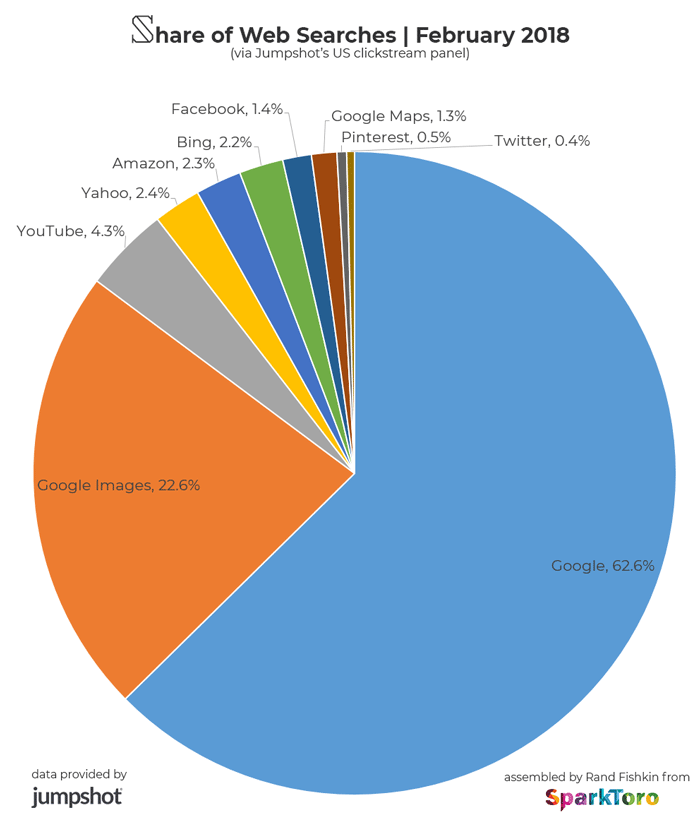 Share of Web Searches | February 2018
(via Jumpshot’s US clickstream panel)
Facebook, 1.4%
Google Maps, 1.3%
Pinterest, 0.5%
Twitter, 0.4%
Bing, 2.2%
Amazon, 2.3%
Yahoo, 2.4%
YouTube, 4.3%
Google Images, 22.6%
Google, 62.6%
data provided by
jumpshot
assembled by Rand Fishkin from
SparkToro